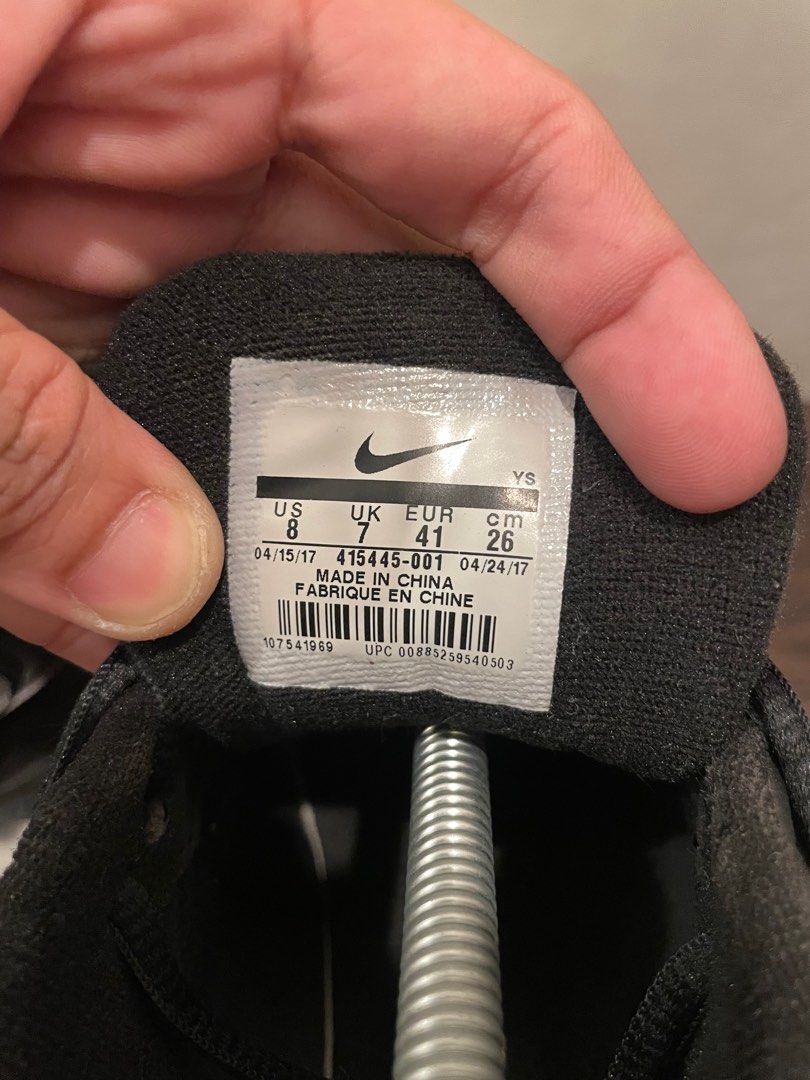 YS
US UK EUR cm
8 7 41 26
04/15/17 415445-001 04/24/17
MADE IN CHINA
FABRIQUE EN CHINE
107541969 UPC 00885259540503